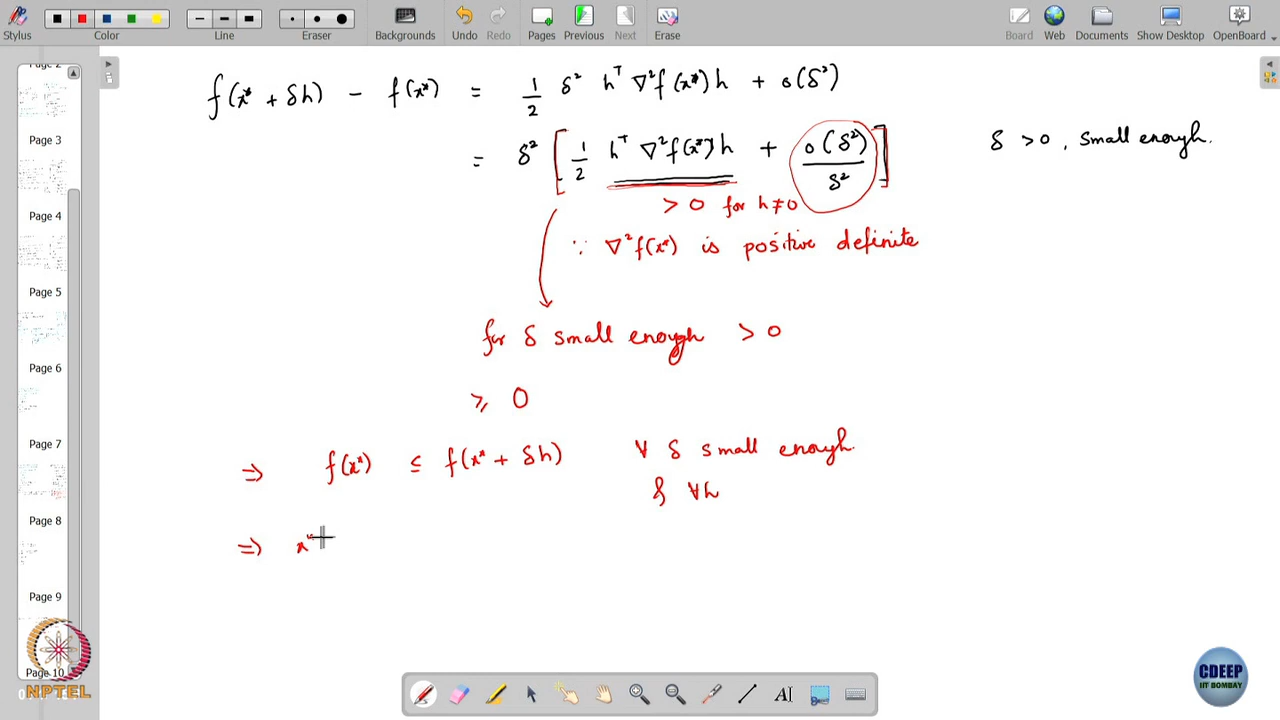 Stylus
Color
Line
Eraser
Backgrounds
Undo
Redo
Pages
Previous
Next
Erase
Board
Web
Documents
Show Desktop
OpenBoard
Page 3
Page 4
Page 5
Page 6
Page 7
Page 8
Page 9
Page 10
f(x* + δh) − f(x*) = 1/2 δ² hᵀ ∇²f(x*)h + o(δ²)
= δ² [ 1/2 hᵀ ∇²f(x*)h + o(δ²)/δ² ]
δ > 0, small enough.
> 0 for h ≠ 0
∵ ∇²f(x*) is positive definite
for δ small enough > 0
≥ 0
⇒ f(x*) ≤ f(x* + δh) ∀ δ small enough.
& ∀h
⇒ x*
NPTEL
CDEEP
IIT BOMBAY